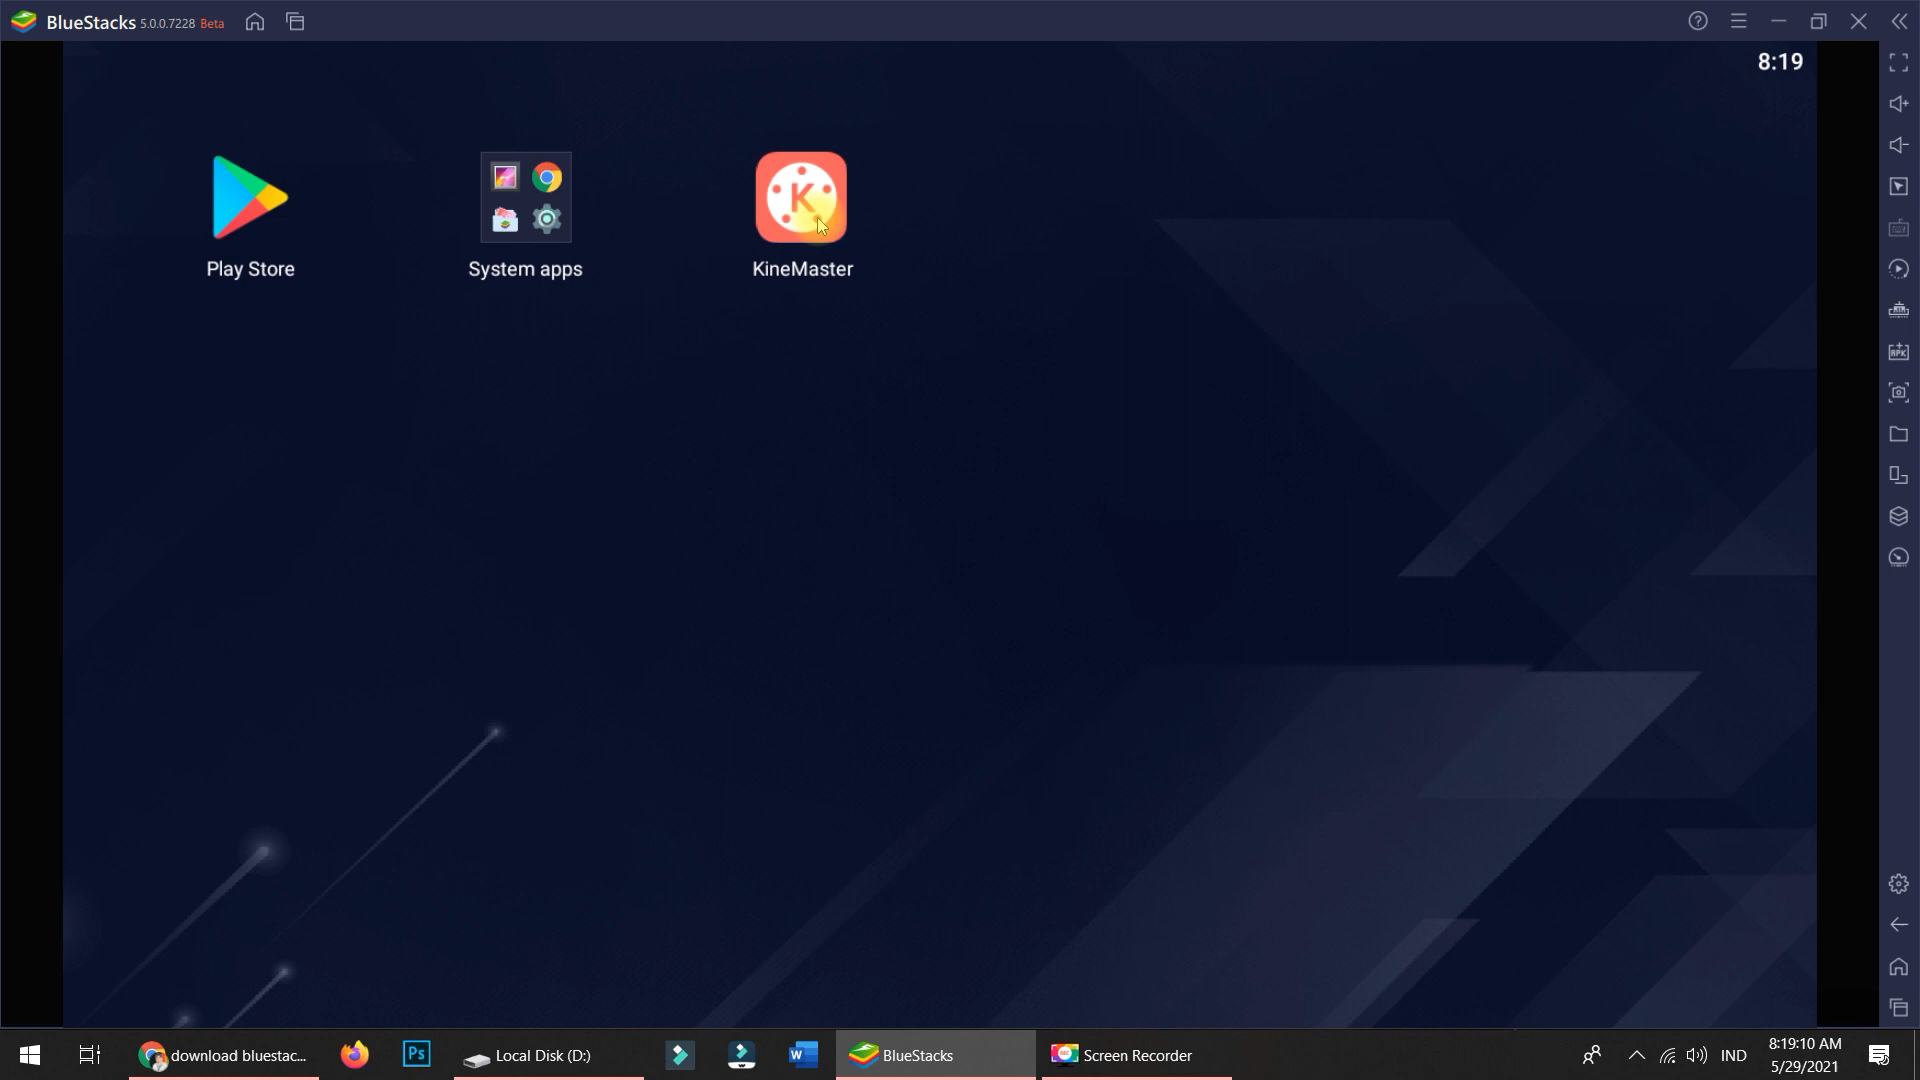 BlueStacks 5.0.0.7228 Beta
8:19
Play Store
System apps
K
KineMaster
download bluestac...
Ps
Local Disk (D:)
W
BlueStacks
Screen Recorder
IND
8:19:10 AM
5/29/2021